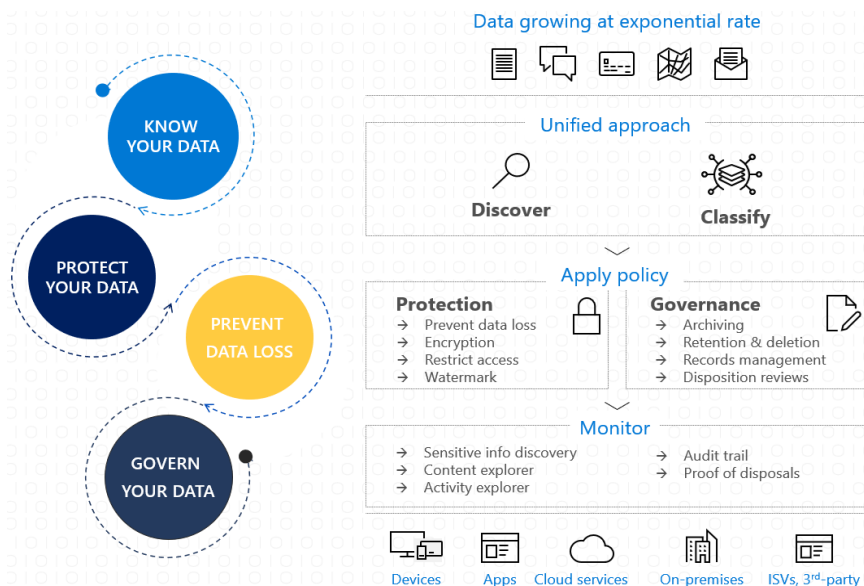 KNOW
YOUR DATA
PROTECT
YOUR DATA
PREVENT
DATA LOSS
GOVERN
YOUR DATA
Data growing at exponential rate
Unified approach
Discover
Classify
Apply policy
Protection
→ Prevent data loss
→ Encryption
→ Restrict access
→ Watermark
Governance
→ Archiving
→ Retention & deletion
→ Records management
→ Disposition reviews
Monitor
→ Sensitive info discovery
→ Content explorer
→ Activity explorer
→ Audit trail
→ Proof of disposals
Devices
Apps
Cloud services
On-premises
ISVs, 3rd-party